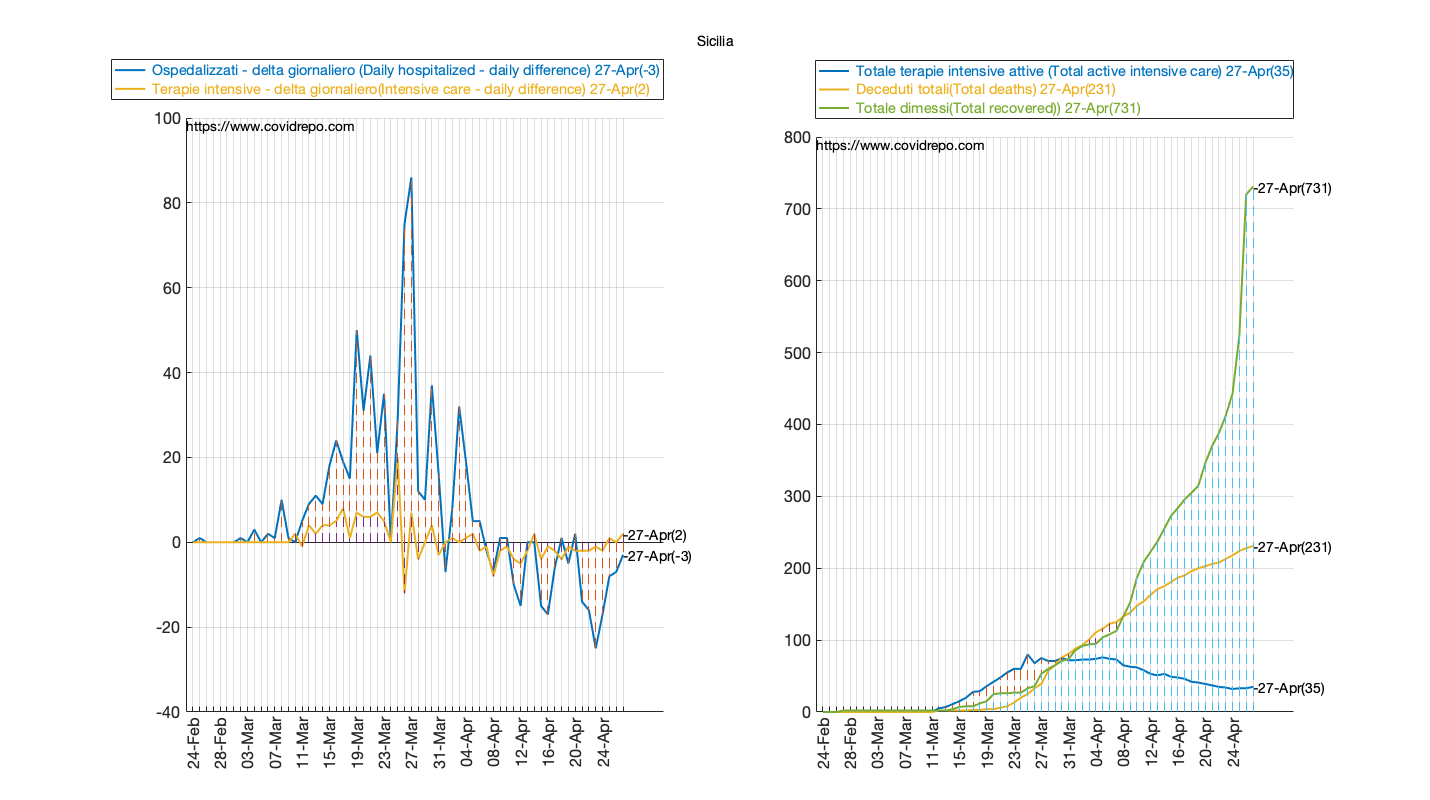 Sicilia
Ospedalizzati - delta giornaliero (Daily hospitalized - daily difference) 27-Apr(-3)
Terapie intensive - delta giornaliero(Intensive care - daily difference) 27-Apr(2)
https://www.covidrepo.com
100
80
60
40
20
0
-20
-40
-27-Apr(2)
-27-Apr(-3)
24-Feb
28-Feb
03-Mar
07-Mar
11-Mar
15-Mar
19-Mar
23-Mar
27-Mar
31-Mar
04-Apr
08-Apr
12-Apr
16-Apr
20-Apr
24-Apr
Totale terapie intensive attive (Total active intensive care) 27-Apr(35)
Deceduti totali(Total deaths) 27-Apr(231)
Totale dimessi(Total recovered)) 27-Apr(731)
https://www.covidrepo.com
800
700
600
500
400
300
200
100
0
-27-Apr(731)
-27-Apr(231)
-27-Apr(35)
24-Feb
28-Feb
03-Mar
07-Mar
11-Mar
15-Mar
19-Mar
23-Mar
27-Mar
31-Mar
04-Apr
08-Apr
12-Apr
16-Apr
20-Apr
24-Apr